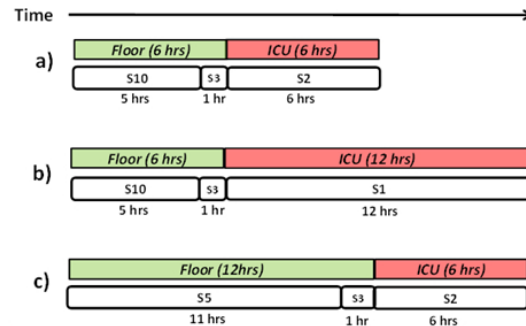 Time
Floor (6 hrs) ICU (6 hrs)
a)
S10 S3 S2
5 hrs 1 hr 6 hrs
Floor (6 hrs) ICU (12 hrs)
b)
S10 S3 S1
5 hrs 1 hr 12 hrs
Floor (12hrs) ICU (6 hrs)
c)
S5 S3 S2
11 hrs 1 hr 6 hrs